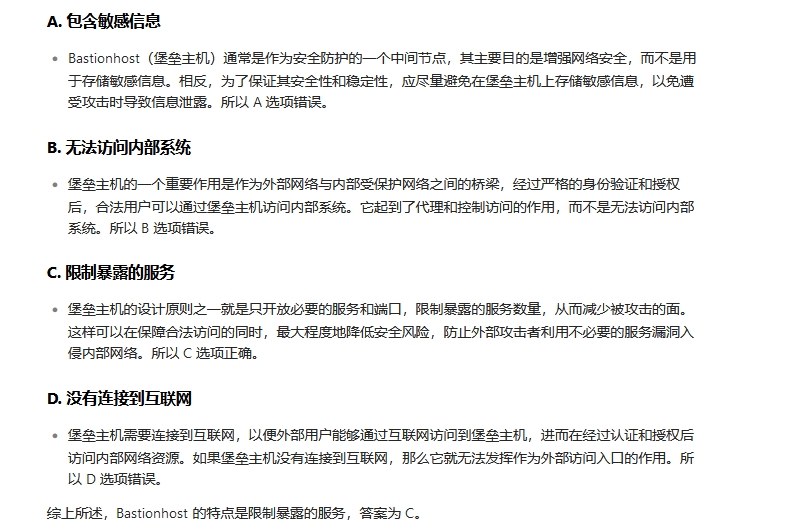 A. 包含敏感信息
• Bastionhost（堡垒主机）通常是作为安全防护的一个中间节点，其主要目的是增强网络安全，而不是用
于存储敏感信息。相反，为了保证其安全性和稳定性，应尽量避免在堡垒主机上存储敏感信息，以免遭
受攻击时导致信息泄露。所以 A 选项错误。
B. 无法访问内部系统
• 堡垒主机的一个重要作用是作为外部网络与内部受保护网络之间的桥梁，经过严格的身份验证和授权
后，合法用户可以通过堡垒主机访问内部系统。它起到了代理和控制访问的作用，而不是无法访问内部
系统。所以 B 选项错误。
C. 限制暴露的服务
• 堡垒主机的设计原则之一就是只开放必要的服务和端口，限制暴露的服务数量，从而减少被攻击的面。
这样可以在保障合法访问的同时，最大程度地降低安全风险，防止外部攻击者利用不必要的服务漏洞入
侵内部网络。所以 C 选项正确。
D. 没有连接到互联网
• 堡垒主机需要连接到互联网，以便外部用户能够通过互联网访问到堡垒主机，进而在经过认证和授权后
访问内部网络资源。如果堡垒主机没有连接到互联网，那么它就无法发挥作为外部访问入口的作用。所
以 D 选项错误。
综上所述，Bastionhost 的特点是限制暴露的服务，答案为 C。